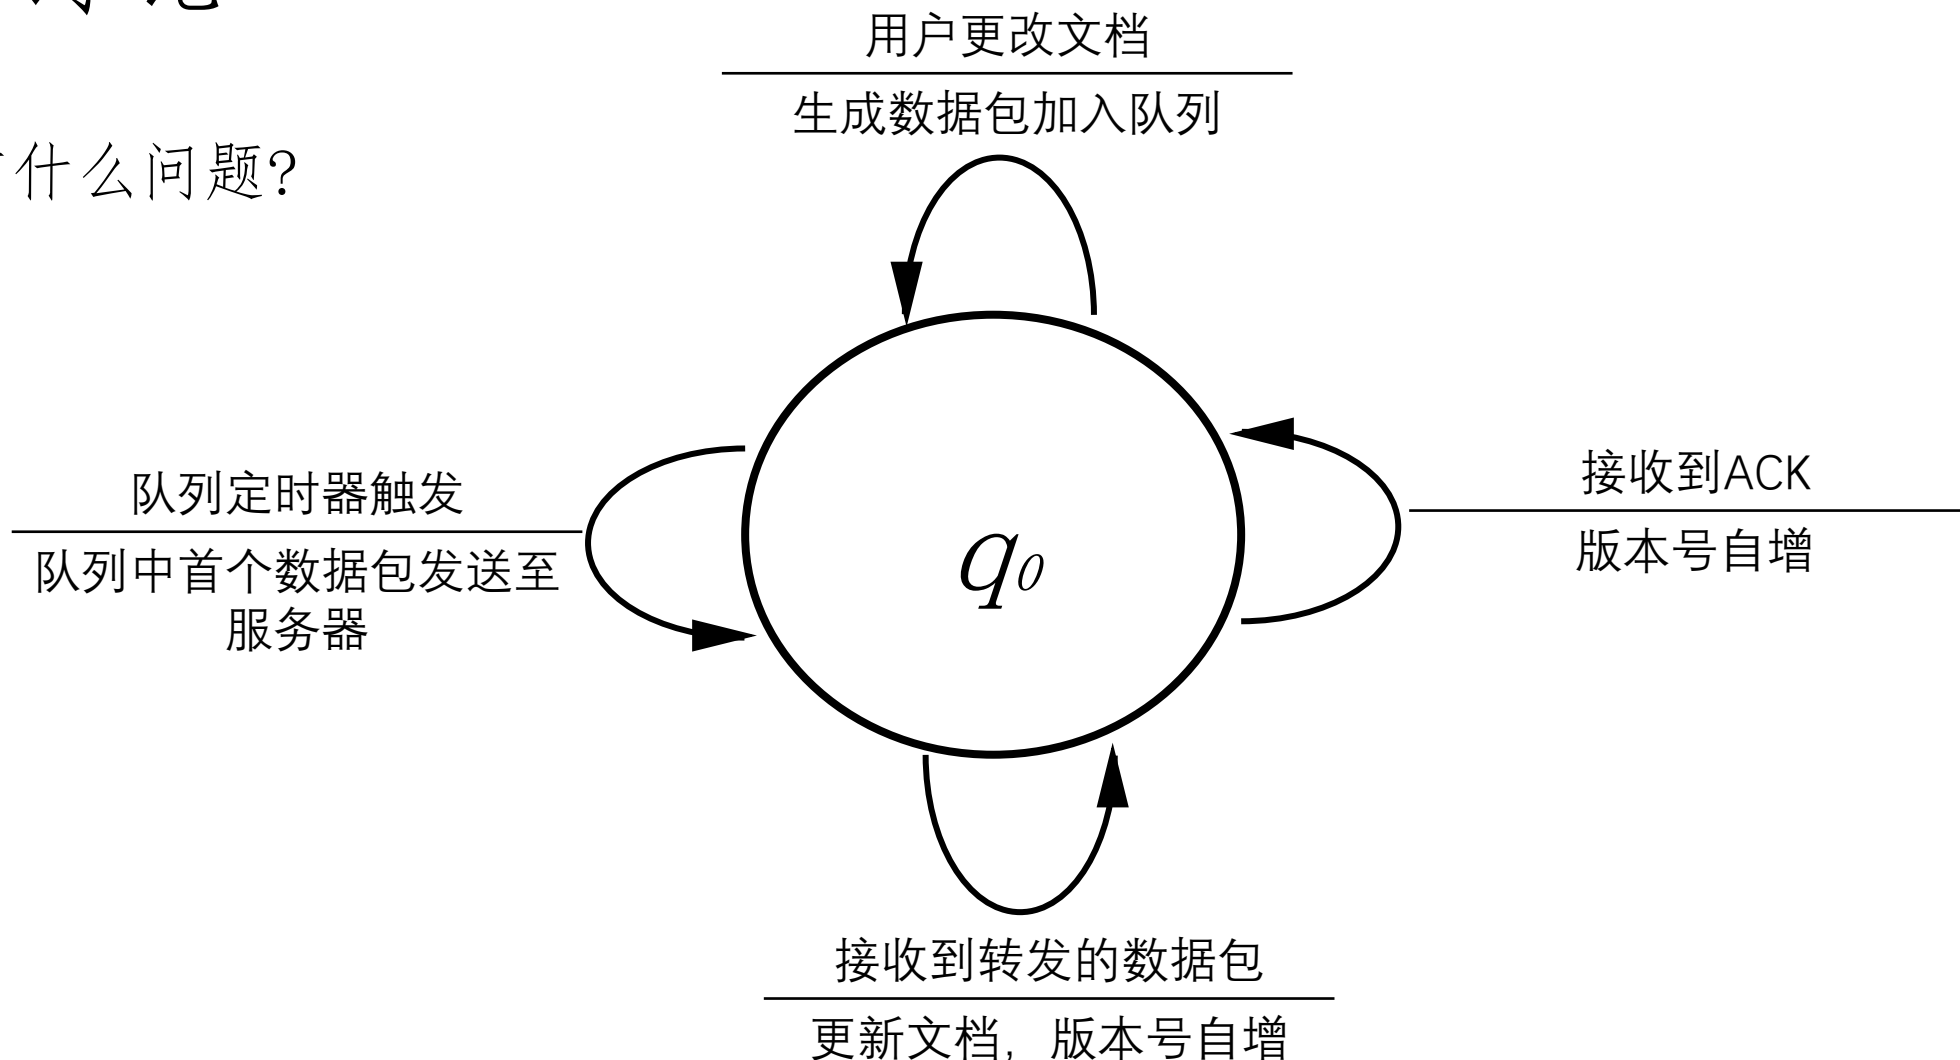 用户更改文档
生成数据包加入队列
什么问题?
队列定时器触发
队列中首个数据包发送至
服务器
q0
接收到ACK
版本号自增
接收到转发的数据包
更新文档，版本号自增